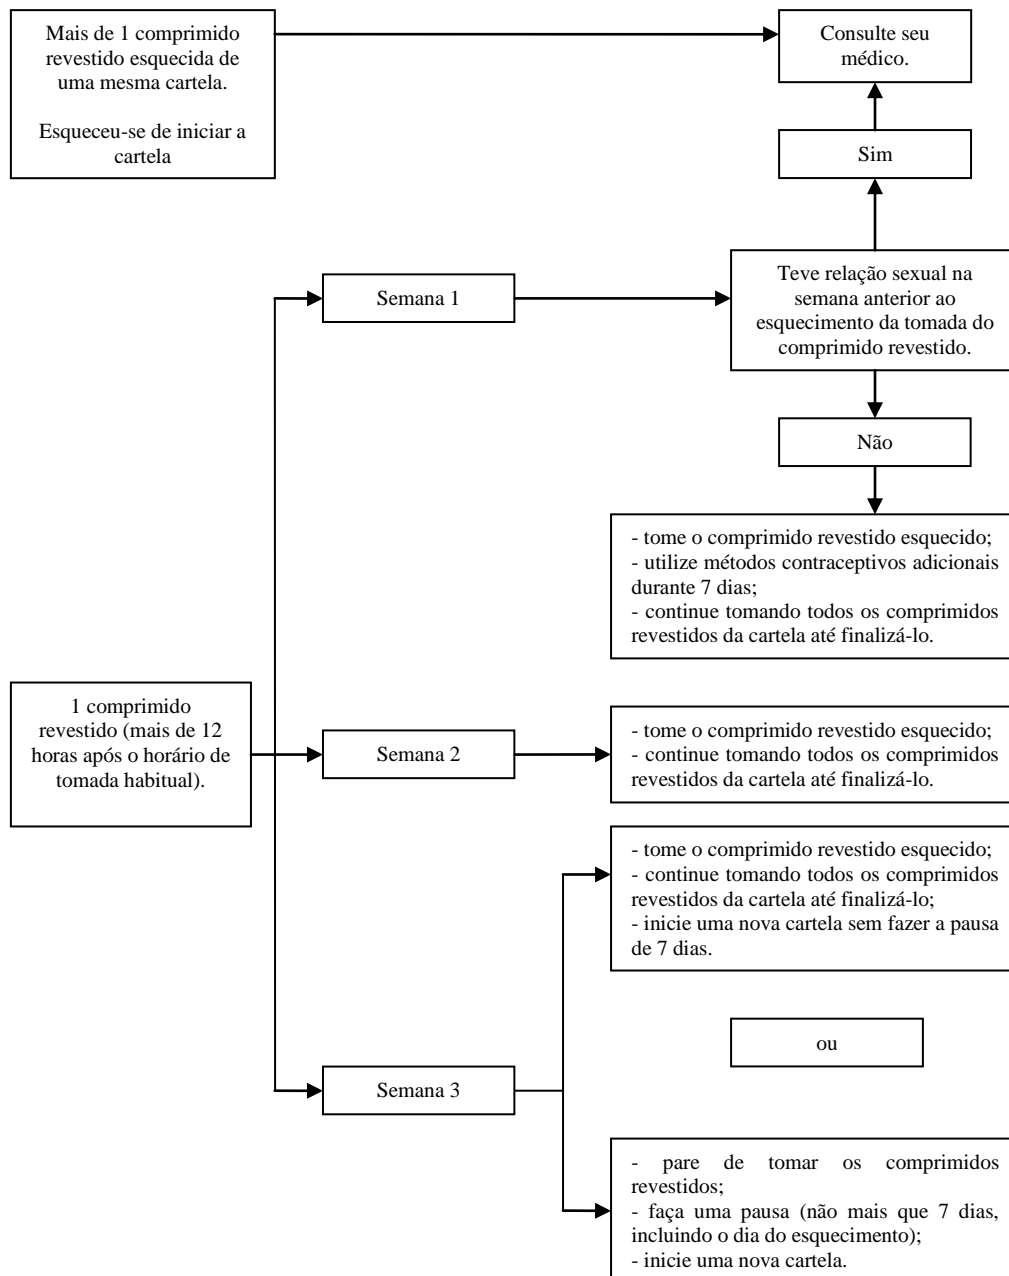 Mais de 1 comprimido
revestido esquecida de
uma mesma cartela.
Esqueceu-se de iniciar a
cartela
Consulte seu
médico.
Sim
Teve relação sexual na
semana anterior ao
esquecimento da tomada do
comprimido revestido.
Semana 1
Não
- tome o comprimido revestido esquecido;
- utilize métodos contraceptivos adicionais
durante 7 dias;
- continue tomando todos os comprimidos
revestidos da cartela até finalizá-lo.
1 comprimido
revestido (mais de 12
horas após o horário de
tomada habitual).
Semana 2
- tome o comprimido revestido esquecido;
- continue tomando todos os comprimidos
revestidos da cartela até finalizá-lo.
- tome o comprimido revestido esquecido;
- continue tomando todos os comprimidos
revestidos da cartela até finalizá-lo;
- inicie uma nova cartela sem fazer a pausa
de 7 dias.
ou
Semana 3
- pare de tomar os comprimidos
revestidos;
- faça uma pausa (não mais que 7 dias,
incluindo o dia do esquecimento);
- inicie uma nova cartela.